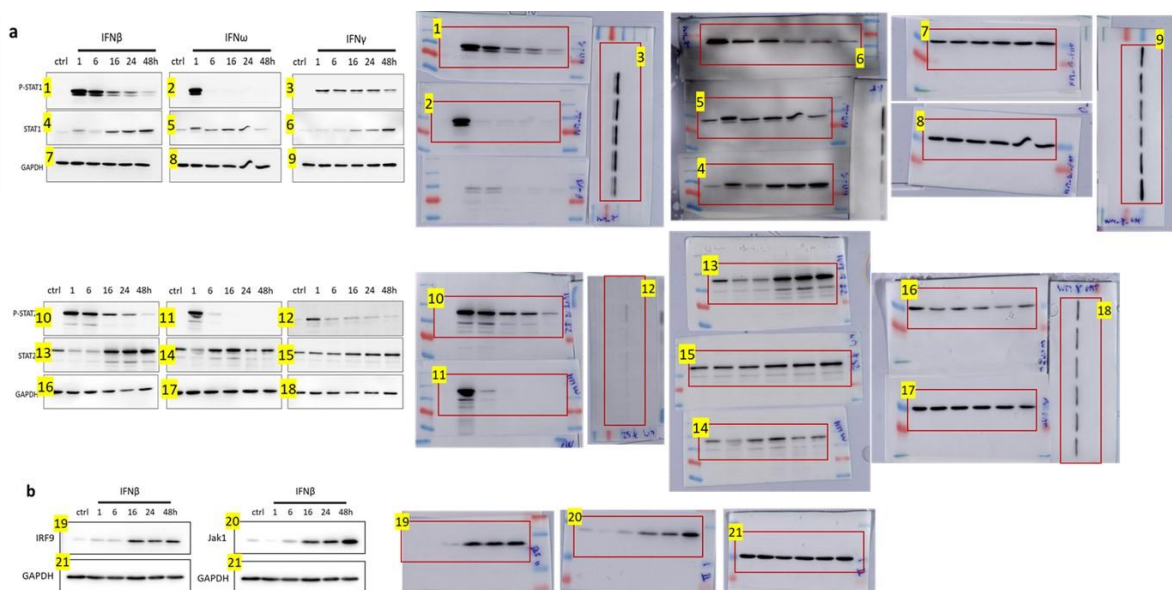 a
IFNβ IFNω IFNγ
ctrl 1 6 16 24 48h ctrl 1 6 16 24 48h ctrl 1 6 16 24 48h
P-STAT1 1 2 3
STAT1 4 5 6
GAPDH 7 8 9
1 2 3
6 5 4
7 8 9
ctrl 1 6 16 24 48h ctrl 1 6 16 24 48h ctrl 1 6 16 24 48h
P-STAT 10 11 12
STAT2 13 14 15
GAPDH 16 17 18
10 11 12
13 15 14
16 17 18
b
IFNβ IFNβ
ctrl 1 6 16 24 48h ctrl 1 6 16 24 48h
19 20
IRF9 Jak1
21 21
GAPDH GAPDH
19 20 21